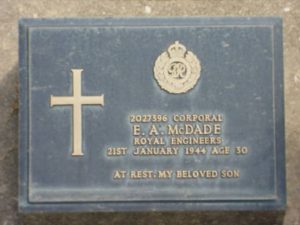 2027396 CORPORAL
E. A. McDADE
ROYAL ENGINEERS
21ST JANUARY 1944 AGE 30
AT REST. MY BELOVED SON